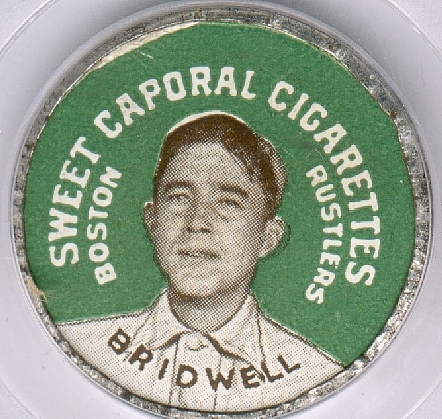 SWEET CAPORAL CIGARETTES
BOSTON
RUSTLERS
BRIDWELL